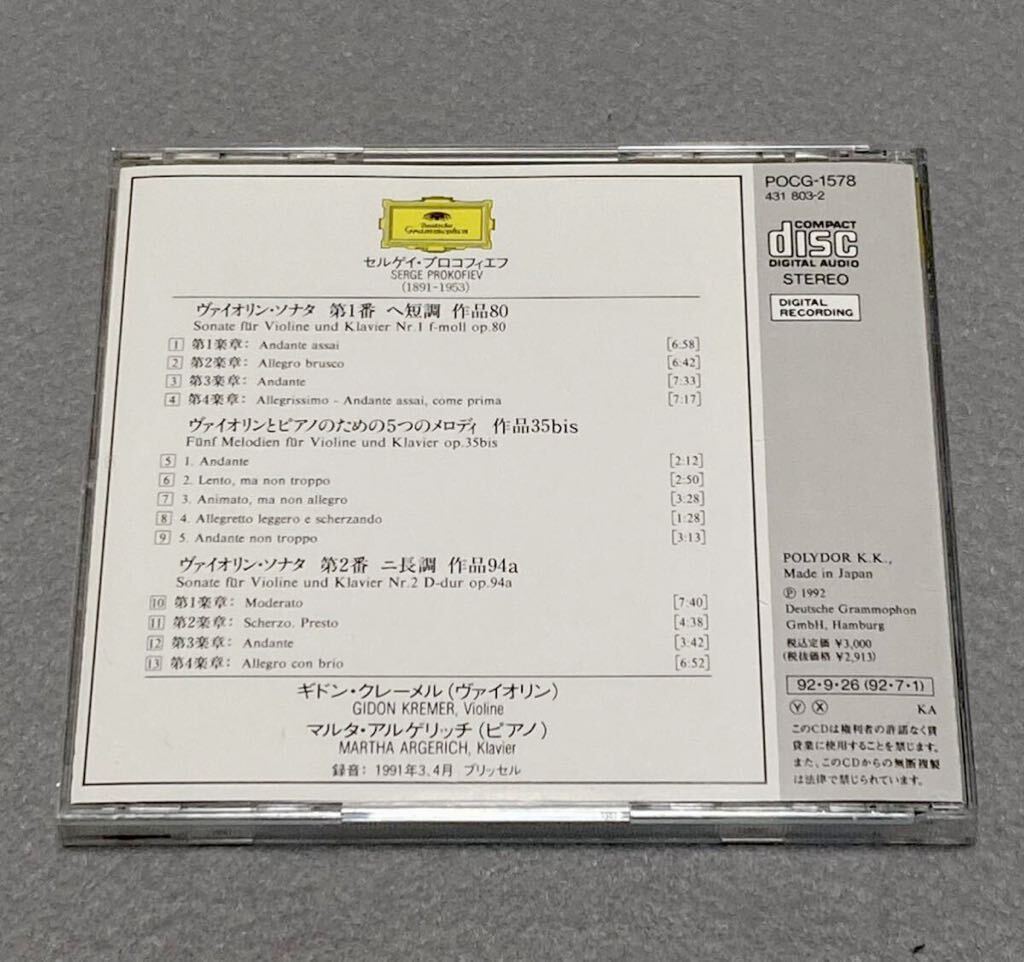 Deutsche
Grammophon
セルゲイ・プロコフィエフ
SERGE PROKOFIEV
(1891-1953)
ヴァイオリン・ソナタ 第1番 ヘ短調 作品80
Sonate für Violine und Klavier Nr.1 f-moll op.80
1 第1楽章: Andante assai [6:58]
2 第2楽章: Allegro brusco [6:42]
3 第3楽章: Andante [7:33]
4 第4楽章: Allegrissimo - Andante assai, come prima [7:17]
ヴァイオリンとピアノのための5つのメロディ 作品35bis
Fünf Melodien für Violine und Klavier op.35bis
5 1. Andante [2:12]
6 2. Lento, ma non troppo [2:50]
7 3. Animato, ma non allegro [3:28]
8 4. Allegretto leggero e scherzando [1:28]
9 5. Andante non troppo [3:13]
ヴァイオリン・ソナタ 第2番 ニ長調 作品94a
Sonate für Violine und Klavier Nr.2 D-dur op.94a
10 第1楽章: Moderato [7:40]
11 第2楽章: Scherzo. Presto [4:38]
12 第3楽章: Andante [3:42]
13 第4楽章: Allegro con brio [6:52]
ギドン・クレーメル(ヴァイオリン)
GIDON KREMER, Violine
マルタ・アルゲリッチ(ピアノ)
MARTHA ARGERICH, Klavier
録音: 1991年3、4月 ブリッセル
POCG-1578
431 803-2
COMPACT
disc
DIGITAL AUDIO
STEREO
DIGITAL
RECORDING
POLYDOR K.K.,
Made in Japan
Ⓟ 1992
Deutsche Grammophon
GmbH, Hamburg
税込定価 ¥3,000
(税抜価格 ¥2,913)
92・9・26 (92・7・1)
Ⓨ Ⓧ KA
このCDは権利者の許諾なく賃
貸業に使用することを禁じます。
また、このCDからの無断複製
は法律で禁じられています。